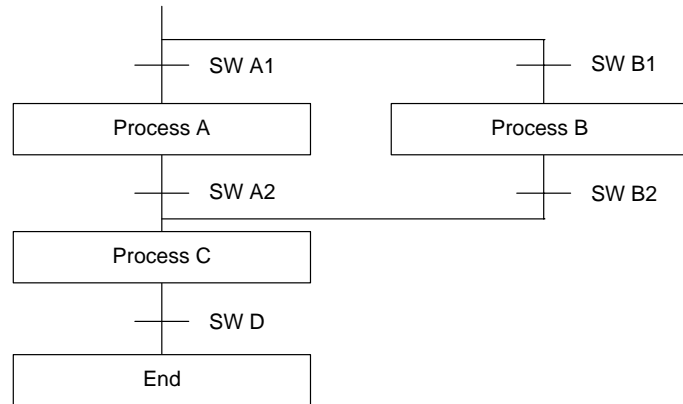 SW A1
SW B1
Process A
Process B
SW A2
SW B2
Process C
SW D
End